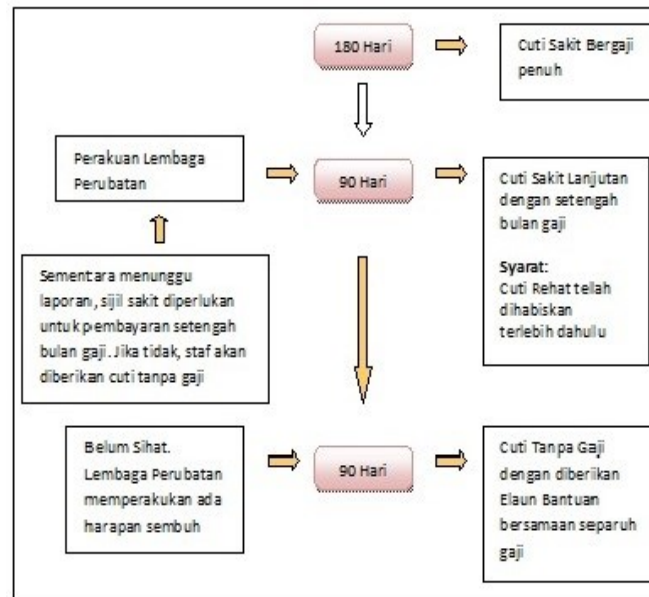 180 Hari
Cuti Sakit Bergaji
penuh
Perakuan Lembaga
Perubatan
90 Hari
Cuti Sakit Lanjutan
dengan setengah
bulan gaji
Syarat:
Cuti Rehat tellah
dihabiskan
terlebih dahullu
Sementara menunggu
laporan, sijil sakit diperlukan
untuk pembayaran setengah
bulan gaji. Jika tidak, staf akan
diberikan cuti tanpa gaji
Belum Sihat.
Lembaga Perubatan
memperakukan ada
harapan sembuh
90 Hari
Cuti Tanpa Gaji
dengan diberikan
Elaun Bantuan
bersamaan separuh
gaji